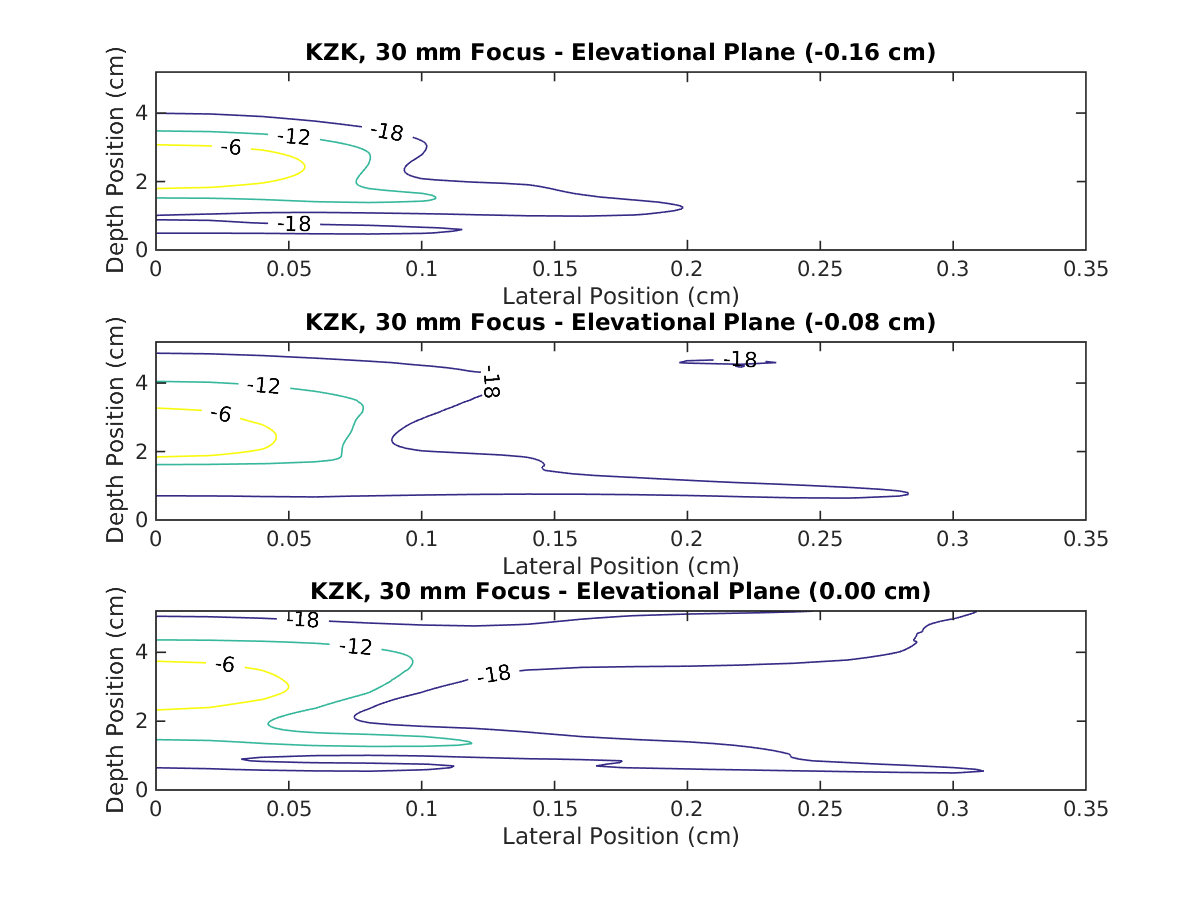 KZK, 30 mm Focus - Elevational Plane (-0.16 cm)
Depth Position (cm)
4
2
0
-6
-12
-18
-18
0 0.05 0.1 0.15 0.2 0.25 0.3 0.35
Lateral Position (cm)
KZK, 30 mm Focus - Elevational Plane (-0.08 cm)
Depth Position (cm)
4
2
0
-6
-12
-18
-18
0 0.05 0.1 0.15 0.2 0.25 0.3 0.35
Lateral Position (cm)
KZK, 30 mm Focus - Elevational Plane (0.00 cm)
Depth Position (cm)
4
2
0
-18
-12
-6
-18
0 0.05 0.1 0.15 0.2 0.25 0.3 0.35
Lateral Position (cm)